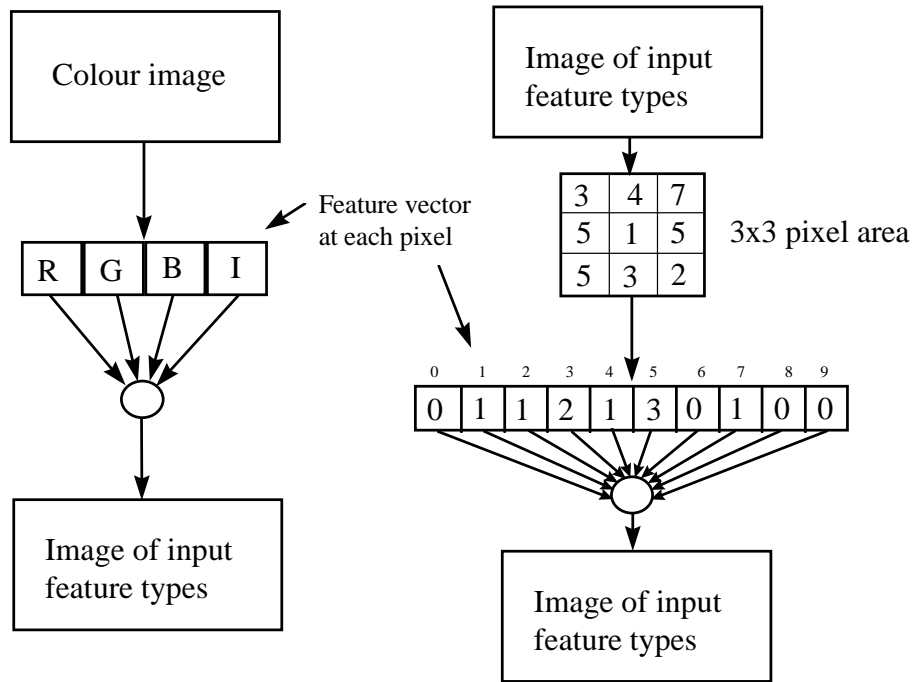 Colour image
Feature vector
at each pixel
R G B I
Image of input
feature types
Image of input
feature types
3 4 7
5 1 5
5 3 2
3x3 pixel area
0 1 2 3 4 5 6 7 8 9
0 1 1 2 1 3 0 1 0 0
Image of input
feature types